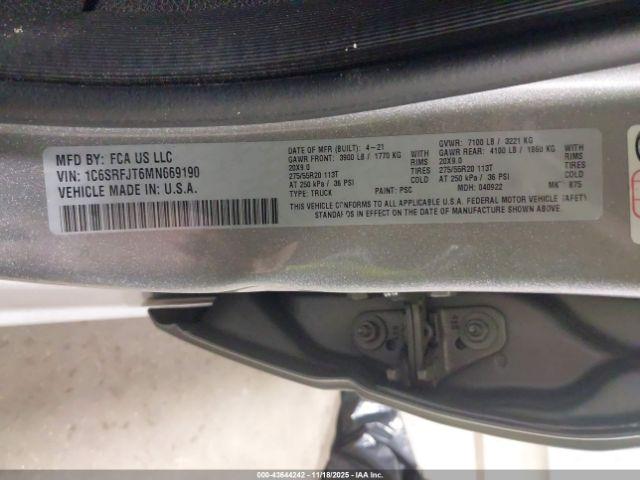 MFD BY: FCA US LLC
VIN: 1C6SRFJT6MN669190
VEHICLE MADE IN U.S.A.
DATE OF MFR (BUILT): 4-21
GAWR FRONT: 3900 LB / 1770 KG WITH
20X9.0 RIMS
275/55R20 113T TIRES
AT 250 kPa / 36 PSI COLD
TYPE: TRUCK PAINT: PSC
GVWR: 7100 LB / 3221 KG
GAWR REAR: 4100 LB / 1860 KG WITH
20X9.0 RIMS
275/55R20 113T TIRES
AT 250 kPa / 36 PSI COLD
MDH: 040922 MK 875
THIS VEHICLE CONFORMS TO ALL APPLICABLE U.S.A. FEDERAL MOTOR VEHICLE SAFETY
STANDARDS IN EFFECT ON THE DATE OF MANUFACTURE SHOWN ABOVE.
000-43644242 - 11/18/2025 - IAAI.CA